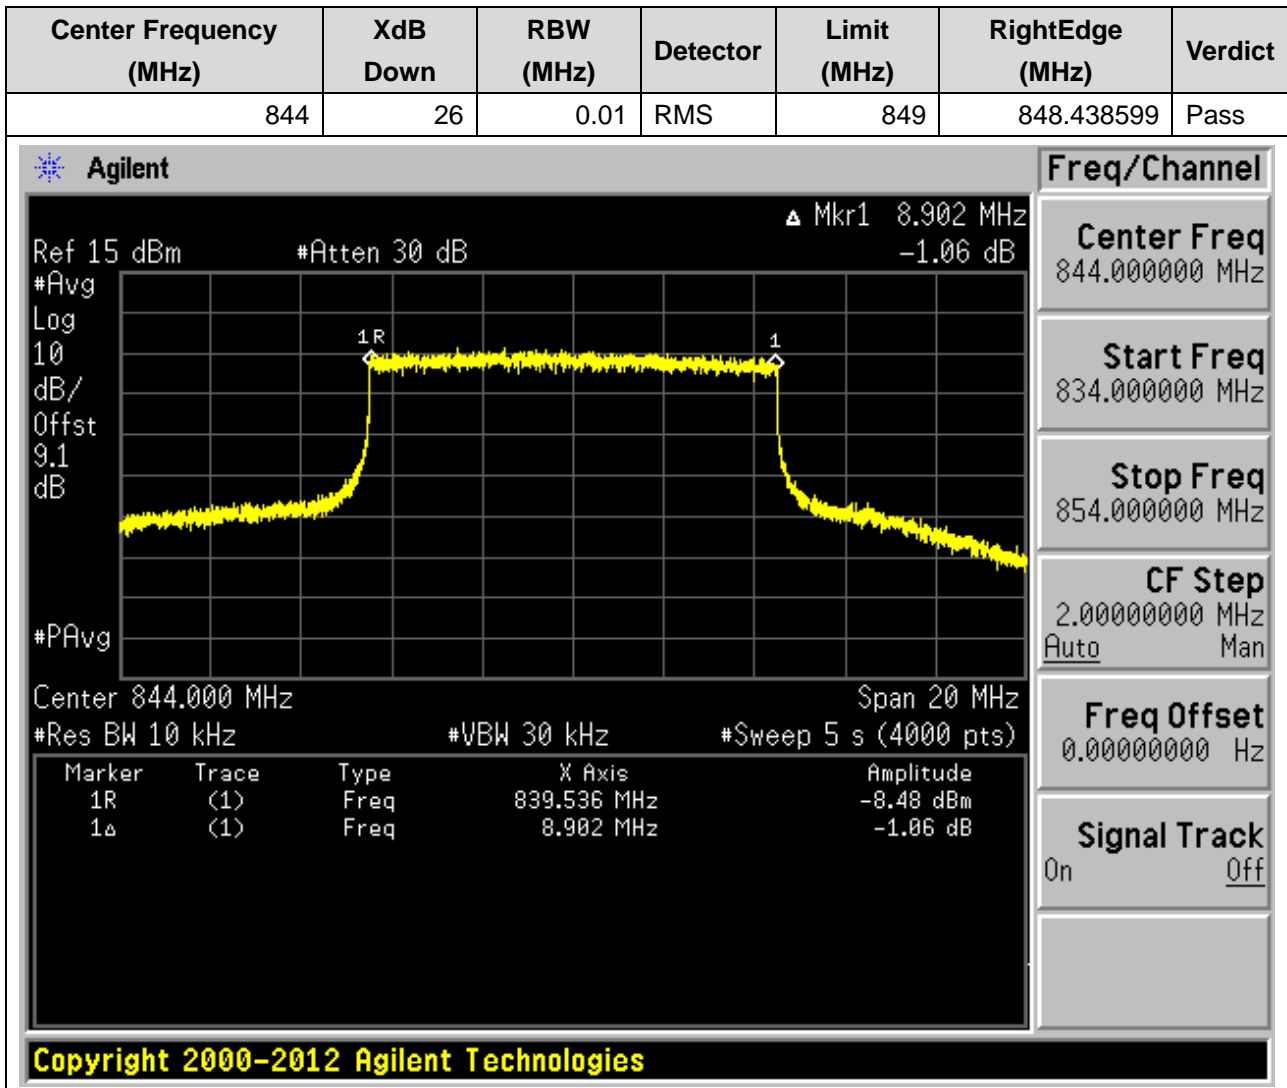 Center Frequency (MHz) XdB Down RBW (MHz) Detector Limit (MHz) RightEdge (MHz) Verdict
844 26 0.01 RMS 849 848.438599 Pass
Agilent
Freq/Channel
Δ Mkr1 8.902 MHz
Ref 15 dBm #Atten 30 dB -1.06 dB
#Avg
Log
10
dB/
Offst
9.1
dB
1R
1
#PAvg
Center 844.000 MHz Span 20 MHz
#Res BW 10 kHz #VBW 30 kHz #Sweep 5 s (4000 pts)
Marker Trace Type X Axis Amplitude
1R (1) Freq 839.536 MHz -8.48 dBm
1Δ (1) Freq 8.902 MHz -1.06 dB
Center Freq
844.000000 MHz
Start Freq
834.000000 MHz
Stop Freq
854.000000 MHz
CF Step
2.00000000 MHz
Auto Man
Freq Offset
0.00000000 Hz
Signal Track
On Off
Copyright 2000-2012 Agilent Technologies